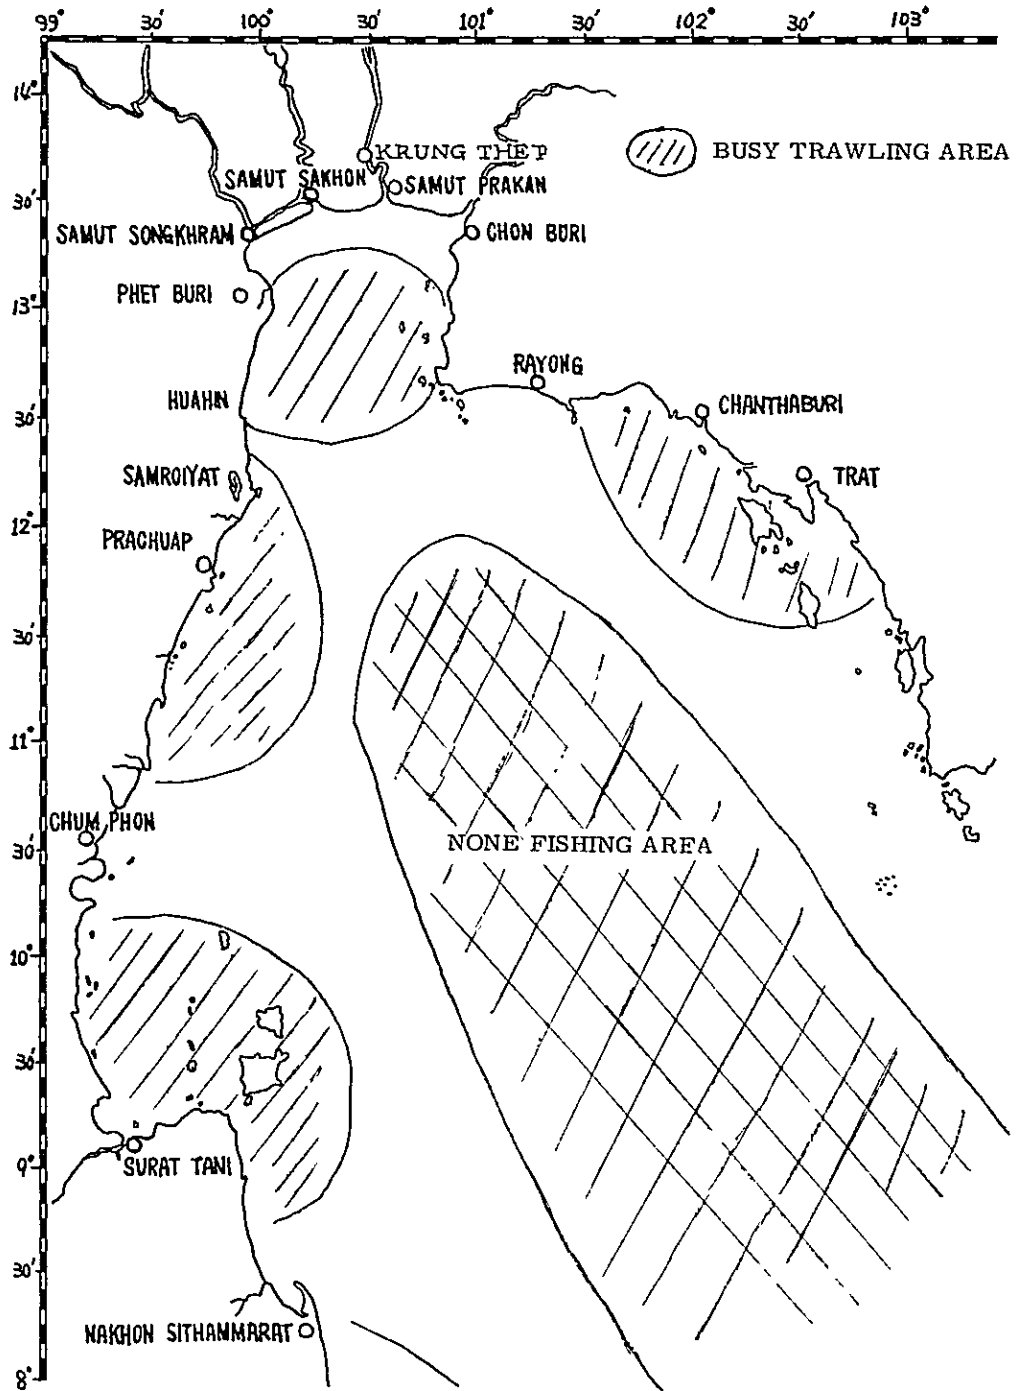 99° 30′ 100° 30′ 101° 30′ 102° 30′ 103°
14°
KRUNG THEP
BUSY TRAWLING AREA
SAMUT SAKHON
SAMUT PRAKAN
30′
SAMUT SONGKHRAM
CHON BURI
PHET BURI
13°
RAYONG
HUAHIN
30′
CHANTHABURI
SAMROIYAT
TRAT
12°
PRACHUAP
30′
11°
CHUM PHON
30′
NONE FISHING AREA
10°
30′
9°
SURAT TANI
30′
NAKHON SITHAMMARAT
8°